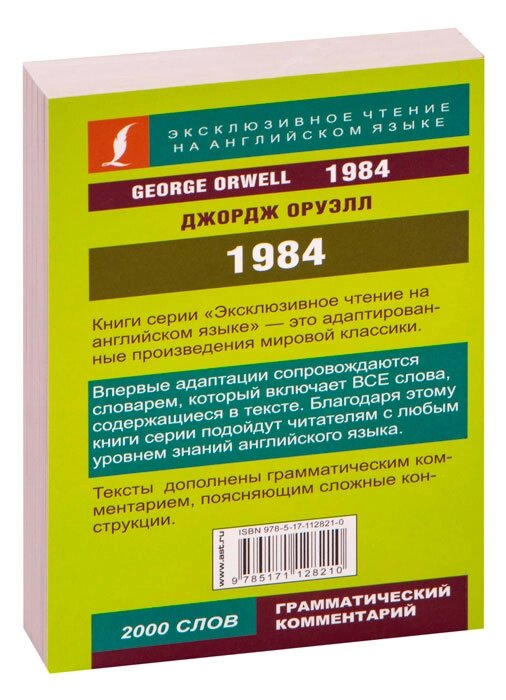 ЭКСКЛЮЗИВНОЕ ЧТЕНИЕ
НА АНГЛИЙСКОМ ЯЗЫКЕ
GEORGE ORWELL 1984
ДЖОРДЖ ОРУЭЛЛ
1984
Книги серии «Эксклюзивное чтение на
английском языке» — это адаптирован-
ные произведения мировой классики.
Впервые адаптации сопровождаются
словарем, который включает ВСЕ слова,
содержащиеся в тексте. Благодаря этому
книги серии подойдут читателям с любым
уровнем знаний английского языка.
Тексты дополнены грамматическим ком-
ментарием, поясняющим сложные кон-
струкции.
www.ast.ru
ISBN 978-5-17-112821-0
9 785171 128210
2000 СЛОВ
ГРАММАТИЧЕСКИЙ
КОММЕНТАРИЙ